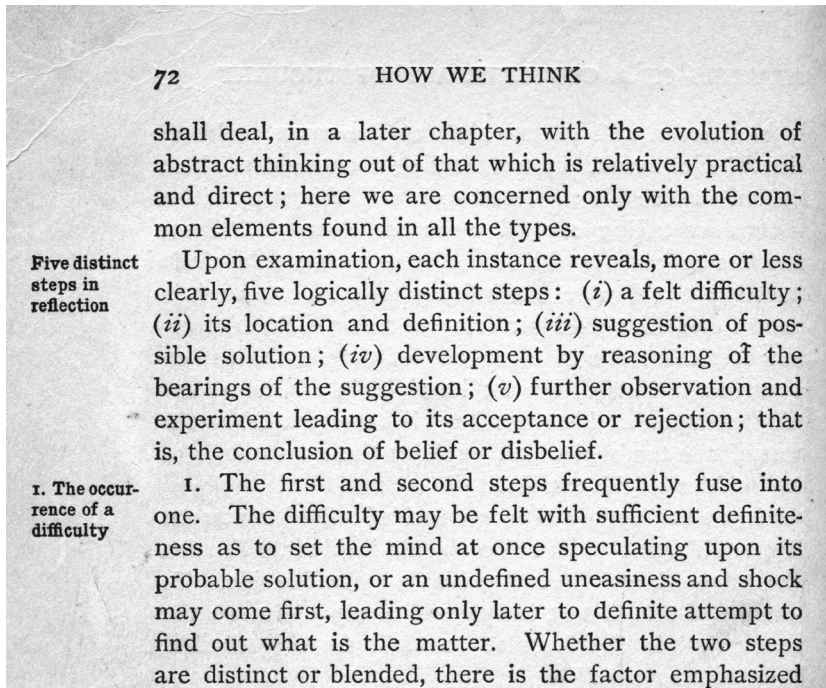 72 HOW WE THINK
shall deal, in a later chapter, with the evolution of
abstract thinking out of that which is relatively practical
and direct; here we are concerned only with the com-
mon elements found in all the types.
Five distinct
steps in
reflection
Upon examination, each instance reveals, more or less
clearly, five logically distinct steps: (i) a felt difficulty;
(ii) its location and definition; (iii) suggestion of pos-
sible solution; (iv) development by reasoning of the
bearings of the suggestion; (v) further observation and
experiment leading to its acceptance or rejection; that
is, the conclusion of belief or disbelief.
1. The occur-
rence of a
difficulty
1. The first and second steps frequently fuse into
one. The difficulty may be felt with sufficient definite-
ness as to set the mind at once speculating upon its
probable solution, or an undefined uneasiness and shock
may come first, leading only later to definite attempt to
find out what is the matter. Whether the two steps
are distinct or blended, there is the factor emphasized